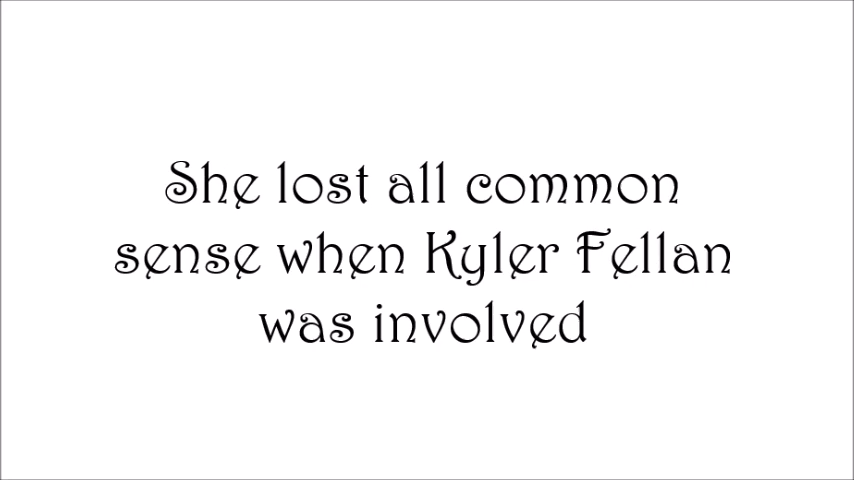 She lost all common
sense when Kyler Fellan
was involved